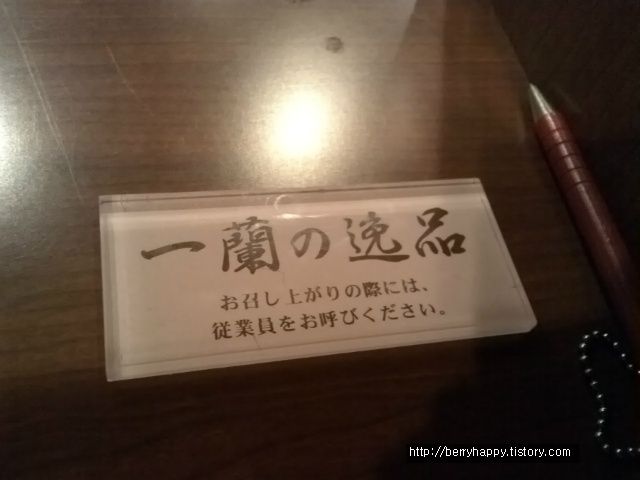 一蘭の逸品
お召し上がりの際には、
従業員をお呼びください。
http://berryhappy.tistory.com